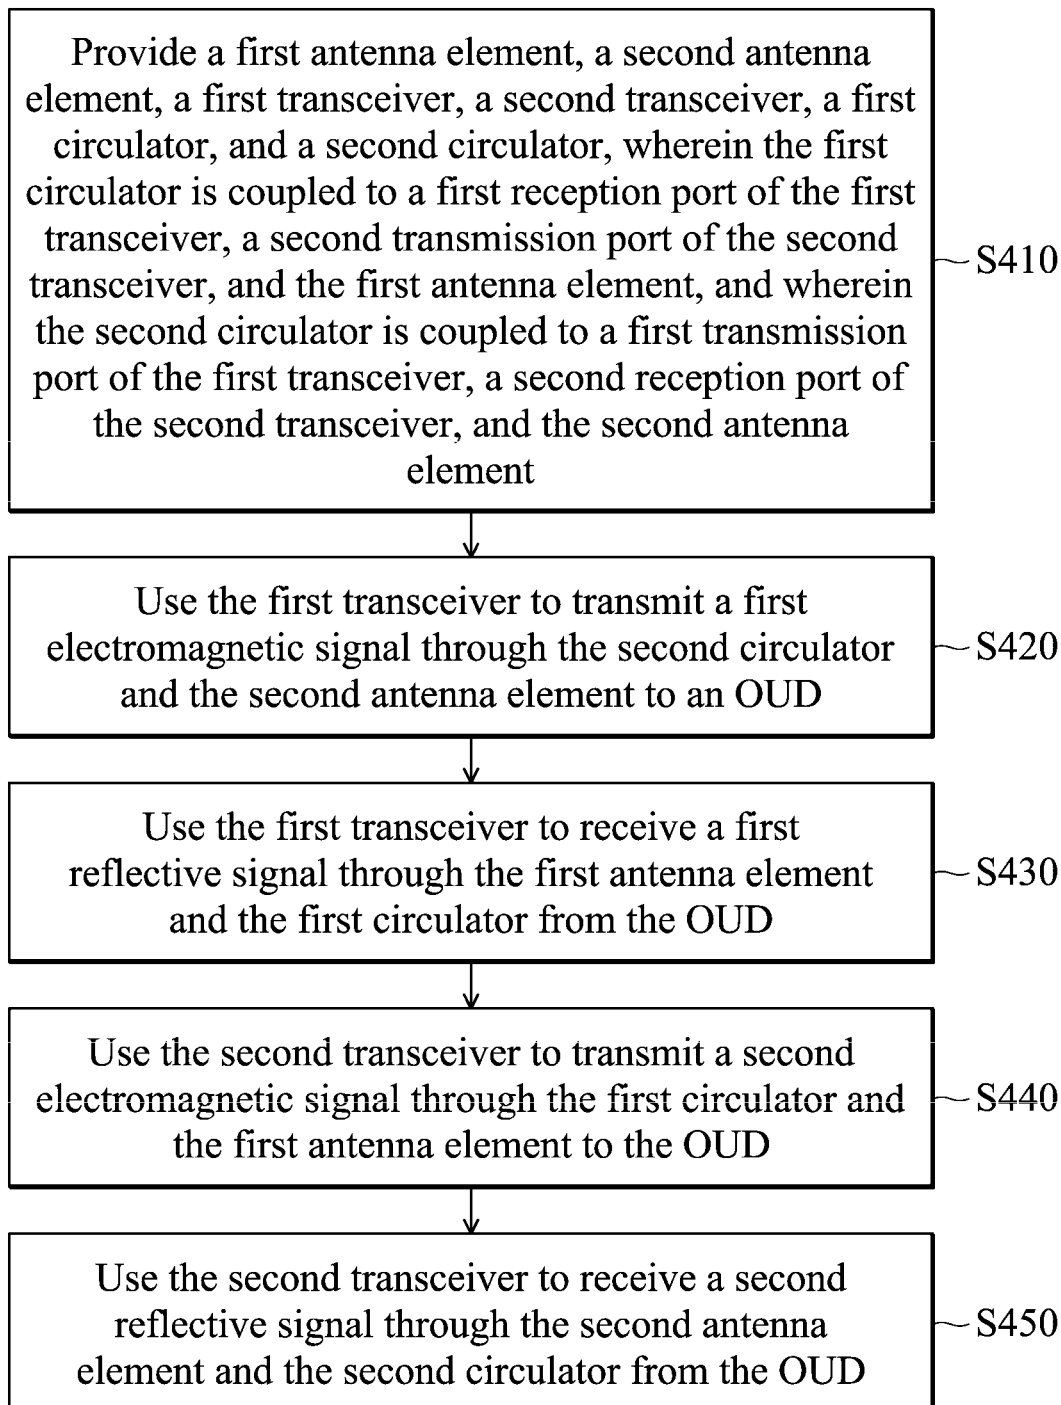 Provide a first antenna element, a second antenna
element, a first transceiver, a second transceiver, a first
circulator, and a second circulator, wherein the first
circulator is coupled to a first reception port of the first
transceiver, a second transmission port of the second
transceiver, and the first antenna element, and wherein
the second circulator is coupled to a first transmission
port of the first transceiver, a second reception port of
the second transceiver, and the second antenna
element
S410
Use the first transceiver to transmit a first
electromagnetic signal through the second circulator
and the second antenna element to an OUD
S420
Use the first transceiver to receive a first
reflective signal through the first antenna element
and the first circulator from the OUD
S430
Use the second transceiver to transmit a second
electromagnetic signal through the first circulator and
the first antenna element to the OUD
S440
Use the second transceiver to receive a second
reflective signal through the second antenna
element and the second circulator from the OUD
S450